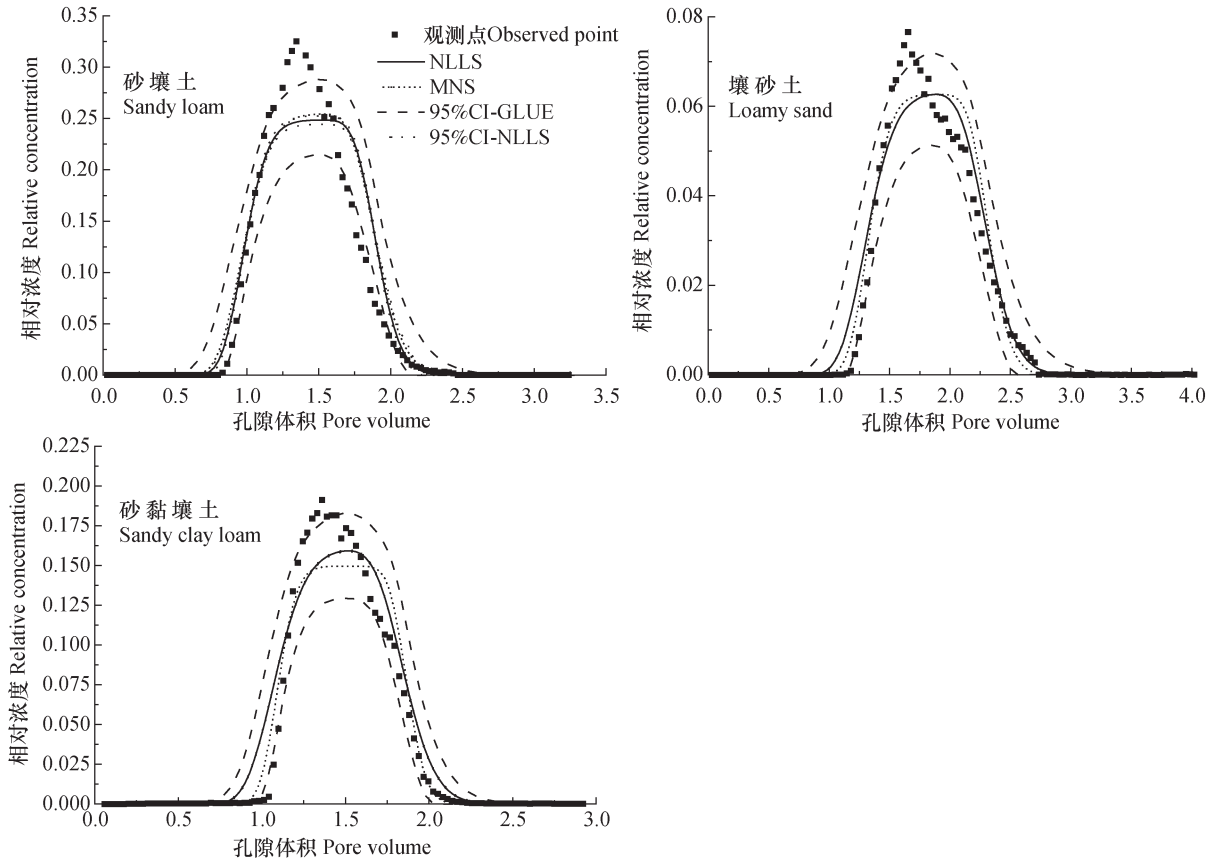 0.35
0.30
0.25
0.20
0.15
0.10
0.05
0.00
相对浓度 Relative concentration
砂壤土
Sandy loam
观测点Observed point
NLLS
MNS
95%CI-GLUE
95%CI-NLLS
0.0 0.5 1.0 1.5 2.0 2.5 3.0 3.5
孔隙体积 Pore volume
0.08
0.06
0.04
0.02
0.00
相对浓度 Relative concentration
壤砂土
Loamy sand
0.0 0.5 1.0 1.5 2.0 2.5 3.0 3.5 4.0
孔隙体积 Pore volume
0.225
0.200
0.175
0.150
0.125
0.100
0.075
0.050
0.025
0.000
相对浓度 Relative concentration
砂黏壤土
Sandy clay loam
0.0 0.5 1.0 1.5 2.0 2.5 3.0
孔隙体积 Pore volume